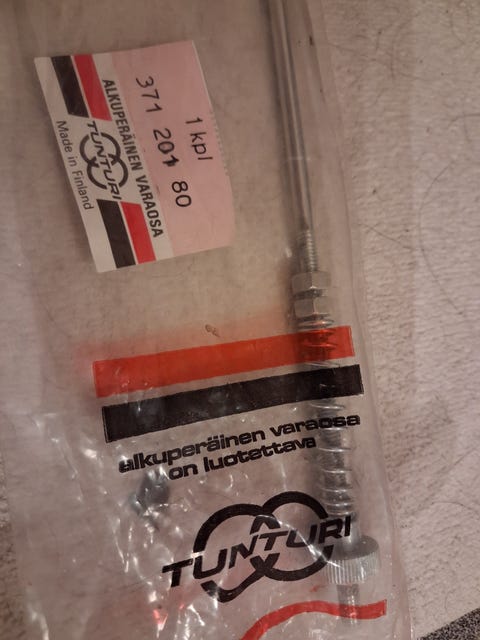 1 kpl
371 201 80
ALKUPERÄINEN VARAOSA
TUNTURI
Made in Finland
alkuperäinen varaosa
on luotettava
TUNTURI